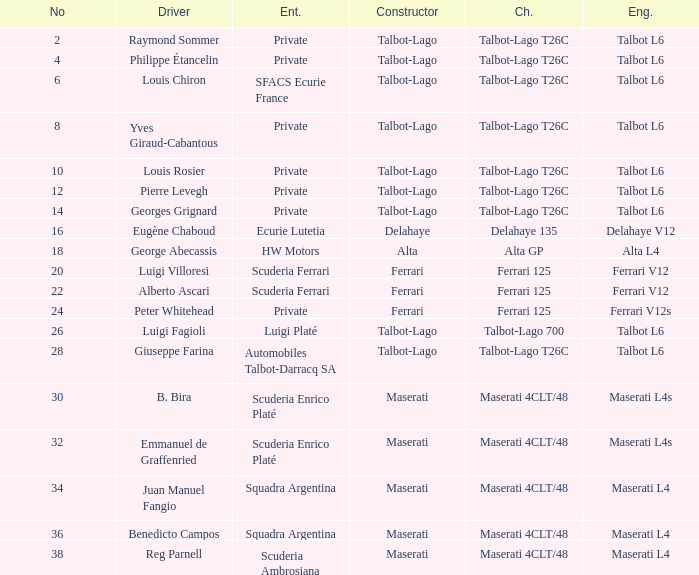 No Driver Ent. Constructor Ch. Eng.
2 Raymond Sommer Private Talbot-Lago Talbot-Lago T26C Talbot L6
4 Philippe Étancelin Private Talbot-Lago Talbot-Lago T26C Talbot L6
6 Louis Chiron SFACS Ecurie France Talbot-Lago Talbot-Lago T26C Talbot L6
8 Yves Giraud-Cabantous Private Talbot-Lago Talbot-Lago T26C Talbot L6
10 Louis Rosier Private Talbot-Lago Talbot-Lago T26C Talbot L6
12 Pierre Levegh Private Talbot-Lago Talbot-Lago T26C Talbot L6
14 Georges Grignard Private Talbot-Lago Talbot-Lago T26C Talbot L6
16 Eugène Chaboud Ecurie Lutetia Delahaye Delahaye 135 Delahaye V12
18 George Abecassis HW Motors Alta Alta GP Alta L4
20 Luigi Villoresi Scuderia Ferrari Ferrari Ferrari 125 Ferrari V12
22 Alberto Ascari Scuderia Ferrari Ferrari Ferrari 125 Ferrari V12
24 Peter Whitehead Private Ferrari Ferrari 125 Ferrari V12s
26 Luigi Fagioli Luigi Platé Talbot-Lago Talbot-Lago 700 Talbot L6
28 Giuseppe Farina Automobiles Talbot-Darracq SA Talbot-Lago Talbot-Lago T26C Talbot L6
30 B. Bira Scuderia Enrico Platé Maserati Maserati 4CLT/48 Maserati L4s
32 Emmanuel de Graffenried Scuderia Enrico Platé Maserati Maserati 4CLT/48 Maserati L4s
34 Juan Manuel Fangio Squadra Argentina Maserati Maserati 4CLT/48 Maserati L4
36 Benedicto Campos Squadra Argentina Maserati Maserati 4CLT/48 Maserati L4
38 Reg Parnell Scuderia Ambrosiana Maserati Maserati 4CLT/48 Maserati L4